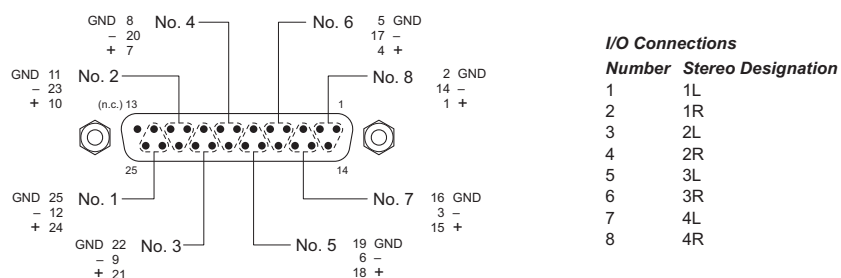 GND 8 No. 4 No. 6 5 GND
– 20 17 –
+ 7 4 +
GND 11 No. 2 No. 8 2 GND
– 23 14 –
+ 10 (n.c.) 13 1 1 +
25 14
GND 25 No. 1 No. 7 16 GND
– 12 3 –
+ 24 15 +
GND 22 No. 3 No. 5 19 GND
– 9 6 –
+ 21 18 +
I/O Connections
Number Stereo Designation
1 1L
2 1R
3 2L
4 2R
5 3L
6 3R
7 4L
8 4R